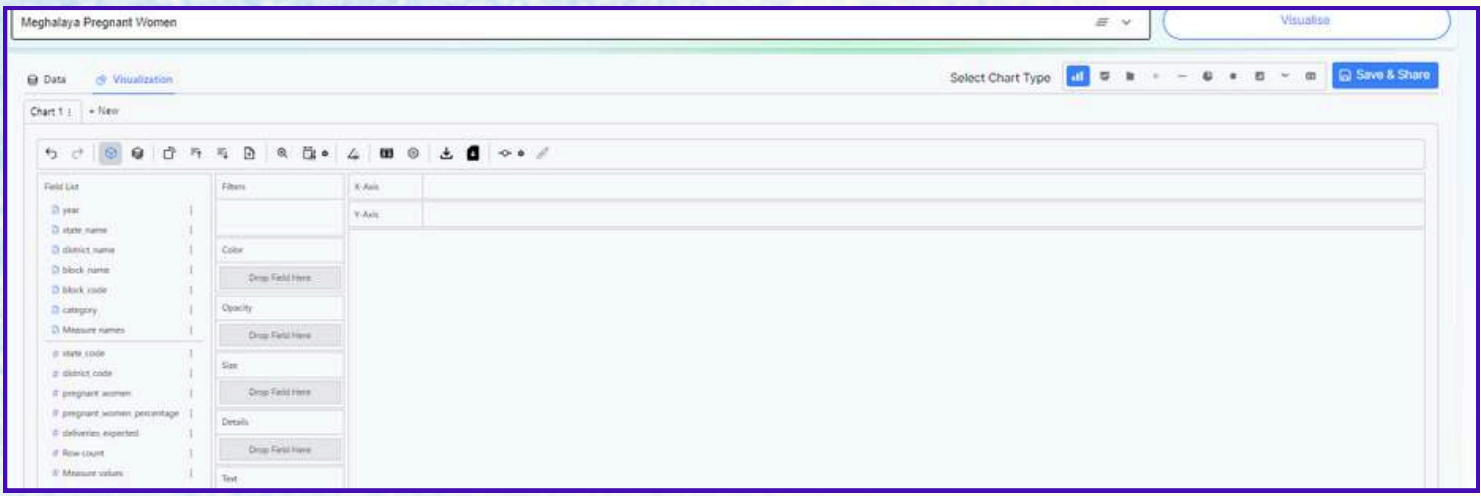 Meghalaya Pregnant Women
Visualise
Data
Visualization
Select Chart Type
Save & Share
Chart 1
+ New
Field List
year
state_name
district_name
block_name
block_code
category
Measure names
state_code
district_code
pregnant_women
pregnant_women_percentage
deliveries_expected
Row count
Measure values
Filters
Color
Drop Field Here
Opacity
Drop Field Here
Size
Drop Field Here
Details
Drop Field Here
Text
X-Axis
Y-Axis